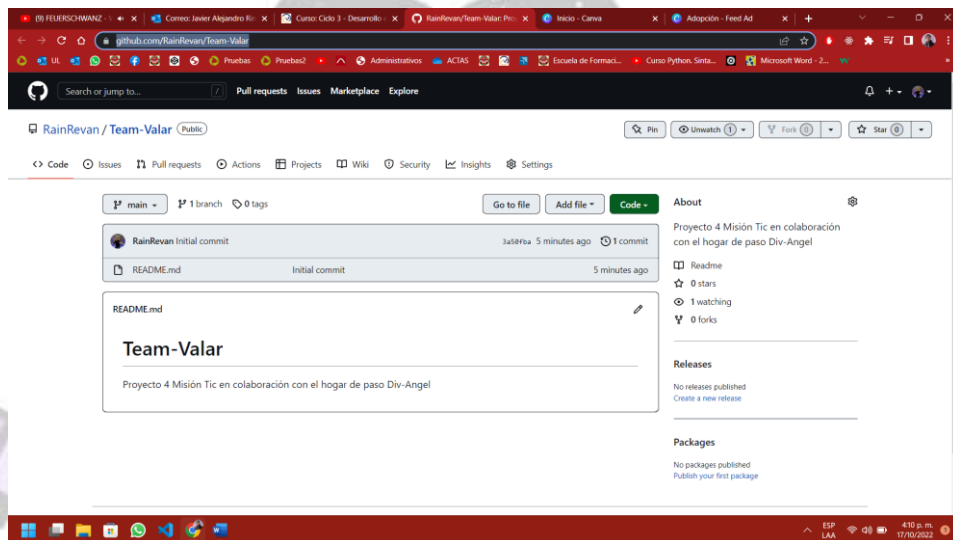 (9) FEUERSCHWANZ - V
Correo: Javier Alejandro Ri
Curso: Ciclo 3 - Desarrollo
RainRevan/Team-Valar: Pro
Inicio - Canva
Adopción - Feed Ad
github.com/RainRevan/Team-Valar
UL
Pruebas
Pruebas2
Administrativos
ACTAS
Escuela de Formaci...
Curso Python. Sinta...
Microsoft Word - 2...
Search or jump to...
/
Pull requests Issues Marketplace Explore
RainRevan / Team-Valar Public
Pin
Unwatch 1
Fork 0
Star 0
Code
Issues
Pull requests
Actions
Projects
Wiki
Security
Insights
Settings
main
1 branch
0 tags
Go to file
Add file
Code
RainRevan Initial commit
3a50fba 5 minutes ago
1 commit
README.md
Initial commit
5 minutes ago
README.md
Team-Valar
Proyecto 4 Misión Tic en colaboración con el hogar de paso Div-Angel
About
Proyecto 4 Misión Tic en colaboración
con el hogar de paso Div-Angel
Readme
0 stars
1 watching
0 forks
Releases
No releases published
Create a new release
Packages
No packages published
Publish your first package
ESP
LAA
4:10 p. m.
17/10/2022